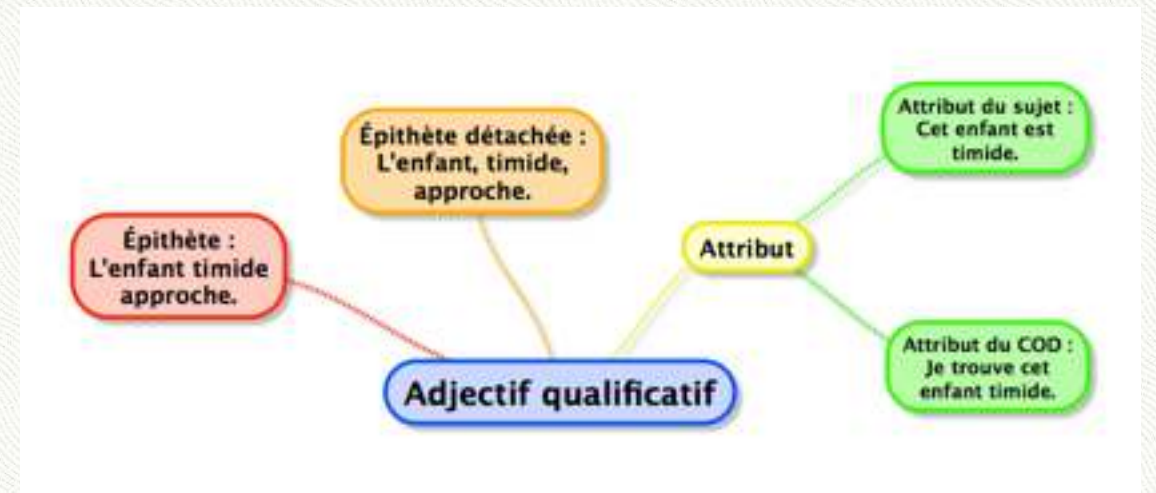 Épithète :
L'enfant timide
approche.
Épithète détachée :
L'enfant, timide,
approche.
Attribut
Attribut du sujet :
Cet enfant est
timide.
Attribut du COD :
Je trouve cet
enfant timide.
Adjectif qualificatif